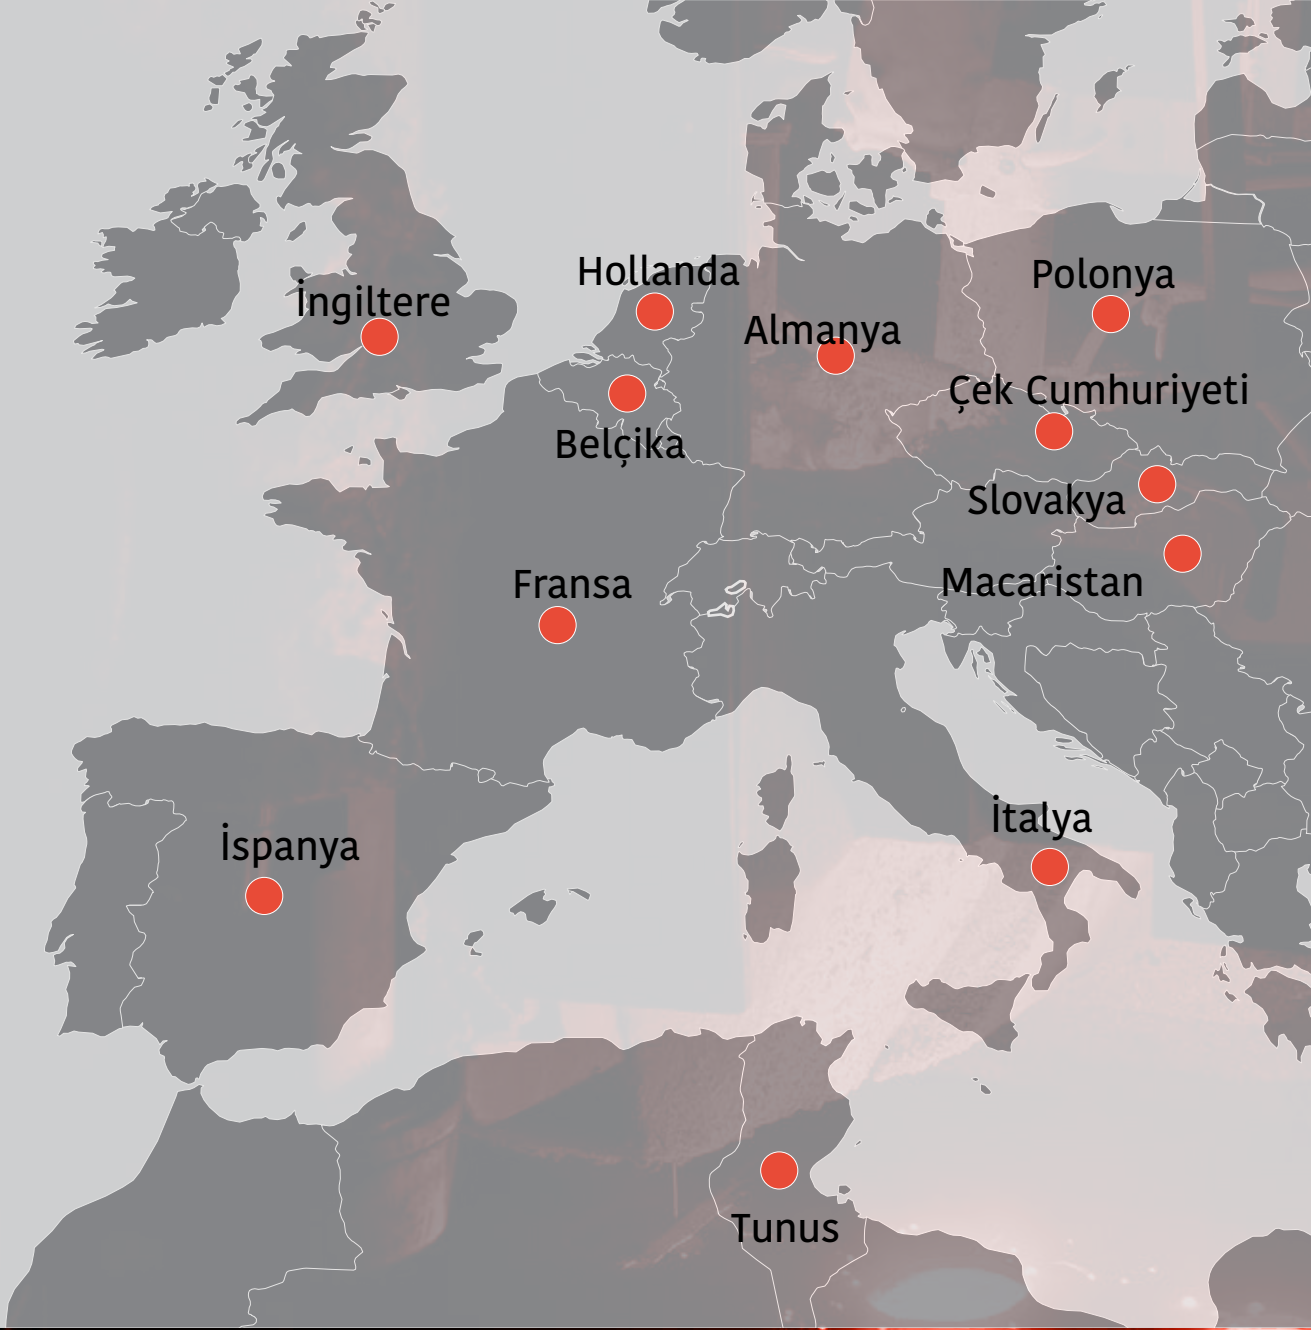 Hollanda
Polonya
İngiltere
Almanya
Çek Cumhuriyeti
Belçika
Slovakya
Macaristan
Fransa
İtalya
İspanya
Tunus